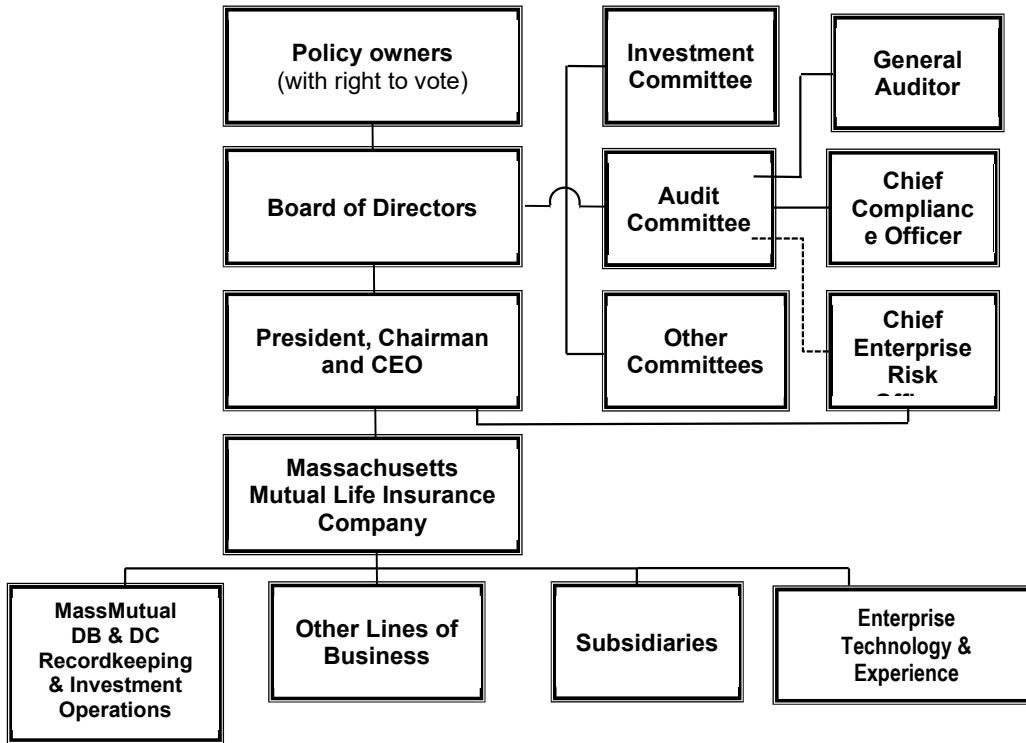 Policy owners
(with right to vote)
Investment
Committee
General
Auditor
Board of Directors
Audit
Committee
Chief
Complianc
e Officer
President, Chairman
and CEO
Other
Committees
Chief
Enterprise
Risk
Massachusetts
Mutual Life Insurance
Company
MassMutual
DB & DC
Recordkeeping
& Investment
Operations
Other Lines of
Business
Subsidiaries
Enterprise
Technology &
Experience